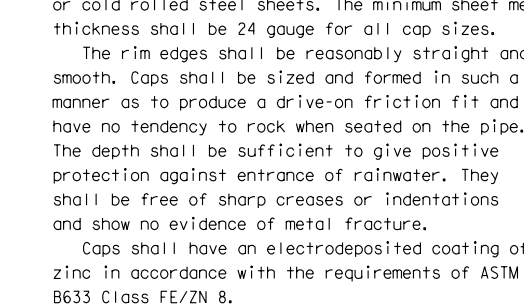 or cold rolled steel sheets. The minimum sheet me
thickness shall be 24 gauge for all cap sizes.
The rim edges shall be reasonably straight and
smooth. Caps shall be sized and formed in such a
manner as to produce a drive-on friction fit and
have no tendency to rock when seated on the pipe.
The depth shall be sufficient to give positive
protection against entrance of rainwater. They
shall be free of sharp creases or indentations
and show no evidence of metal fracture.
Caps shall have an electrodeposited coating of
zinc in accordance with the requirements of ASTM
B633 Class FE/ZN 8.